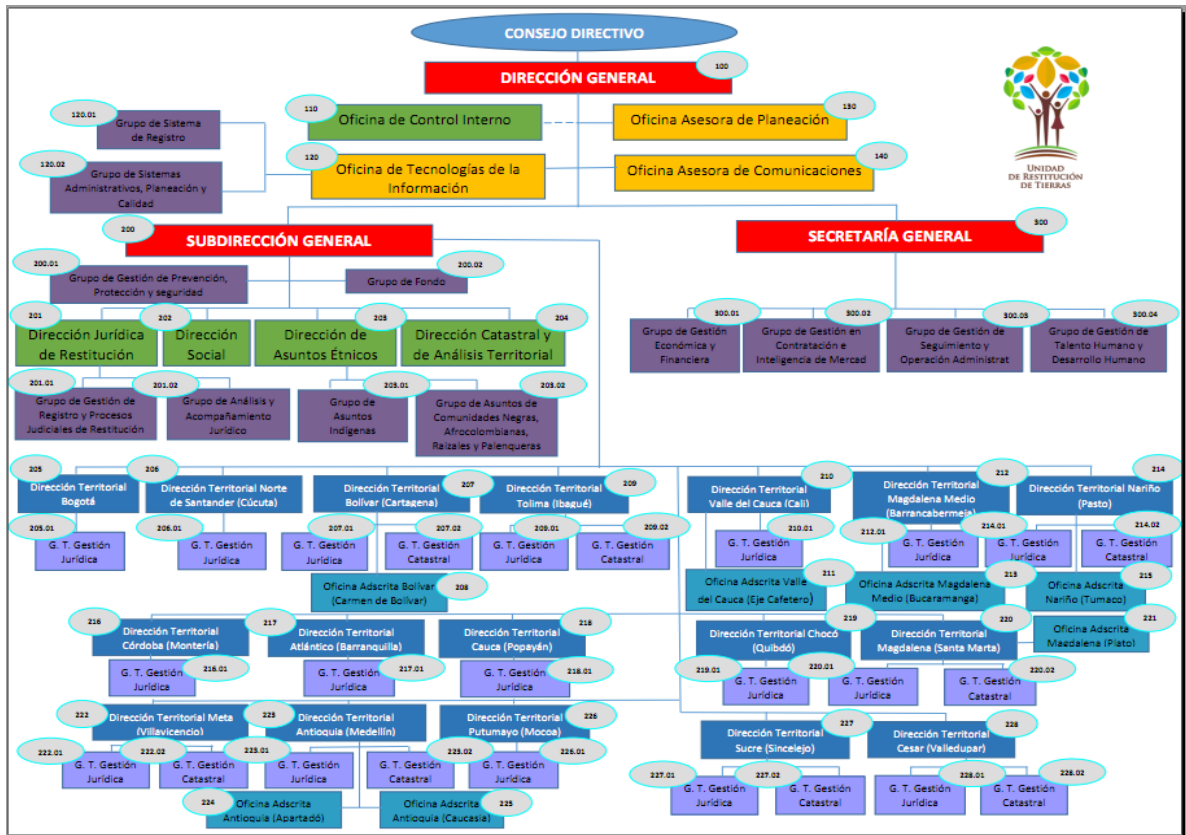 CONSEJO DIRECTIVO
100
DIRECCIÓN GENERAL
110
Oficina de Control Interno
130
Oficina Asesora de Planeación
120.01
Grupo de Sistema
de Registro
120.02
Grupo de Sistemas
Administrativos, Planeación y
Calidad
120
Oficina de Tecnologías de la
Información
140
Oficina Asesora de Comunicaciones
UNIDAD
DE RESTITUCIÓN
DE TIERRAS
200
SUBDIRECCIÓN GENERAL
300
SECRETARÍA GENERAL
200.01
Grupo de Gestión de Prevención,
Protección y seguridad
200.02
Grupo de Fondo
201
Dirección Jurídica
de Restitución
202
Dirección
Social
203
Dirección de
Asuntos Étnicos
204
Dirección Catastral y
de Análisis Territorial
300.01
Grupo de Gestión
Económica y
Financiera
300.02
Grupo de Gestión en
Contratación e
Inteligencia de Mercad
300.03
Grupo de Gestión de
Seguimiento y
Operación Administrat
300.04
Grupo de Gestión de
Talento Humano y
Desarrollo Humano
201.01
Grupo de Gestión de
Registro y Procesos
Judiciales de Restitución
201.02
Grupo de Análisis y
Acompañamiento
Jurídico
203.01
Grupo de
Asuntos
Indígenas
203.02
Grupo de Asuntos de
Comunidades Negras,
Afrocolombianas,
Raizales y Palenqueras
205
Dirección Territorial
Bogotá
206
Dirección Territorial Norte
de Santander (Cúcuta)
207
Dirección Territorial
Bolívar (Cartagena)
209
Dirección Territorial
Tolima (Ibagué)
210
Dirección Territorial
Valle del Cauca (Cali)
212
Dirección Territorial
Magdalena Medio
(Barrancabermeja)
214
Dirección Territorial Nariño
(Pasto)
205.01
G. T. Gestión
Jurídica
206.01
G. T. Gestión
Jurídica
207.01
G. T. Gestión
Jurídica
207.02
G. T. Gestión
Catastral
209.01
G. T. Gestión
Jurídica
209.02
G. T. Gestión
Catastral
210.01
G. T. Gestión
Jurídica
212.01
G. T. Gestión
Jurídica
214.01
G. T. Gestión
Jurídica
214.02
G. T. Gestión
Catastral
Oficina Adscrita Bolívar
(Carmen de Bolívar)
208
Oficina Adscrita Valle
del Cauca (Eje Cafetero)
211
Oficina Adscrita Magdalena
Medio (Bucaramanga)
213
Oficina Adscrita
Nariño (Tumaco)
215
216
Dirección Territorial
Córdoba (Montería)
217
Dirección Territorial
Atlántico (Barranquilla)
218
Dirección Territorial
Cauca (Popayán)
219
Dirección Territorial Chocó
(Quibdó)
220
Dirección Territorial
Magdalena (Santa Marta)
221
Oficina Adscrita
Magdalena (Plato)
G. T. Gestión
Jurídica
216.01
G. T. Gestión
Jurídica
217.01
G. T. Gestión
Jurídica
218.01
219.01
G. T. Gestión
Jurídica
220.01
G. T. Gestión
Jurídica
220.02
G. T. Gestión
Catastral
222
Dirección Territorial Meta
(Villavicencio)
223
Dirección Territorial
Antioquia (Medellín)
226
Dirección Territorial
Putumayo (Mocoa)
227
Dirección Territorial
Sucre (Sincelejo)
228
Dirección Territorial
Cesar (Valledupar)
222.01
G. T. Gestión
Jurídica
222.02
G. T. Gestión
Catastral
223.01
G. T. Gestión
Jurídica
223.02
G. T. Gestión
Catastral
226.01
G. T. Gestión
Jurídica
227.01
G. T. Gestión
Jurídica
227.02
G. T. Gestión
Catastral
228.01
G. T. Gestión
Jurídica
228.02
G. T. Gestión
Catastral
224
Oficina Adscrita
Antioquia (Apartadó)
Oficina Adscrita
Antioquia (Caucasia)
225